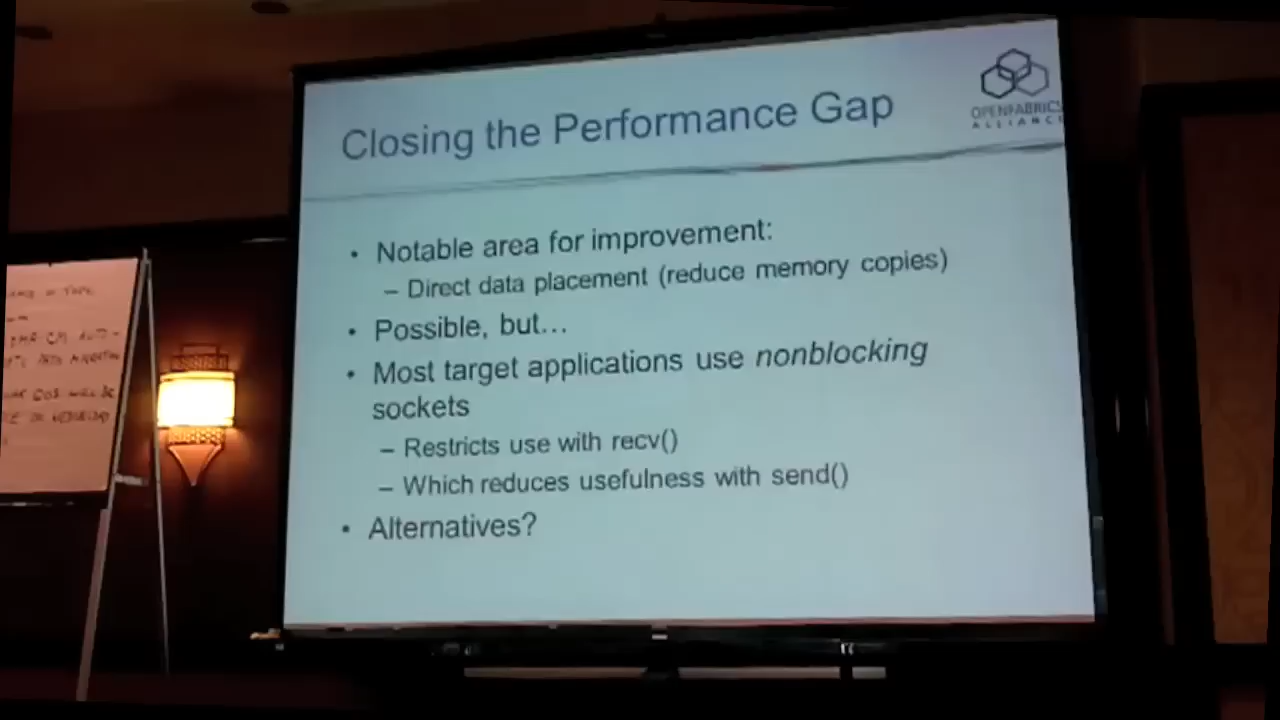 Closing the Performance Gap
OPENFABRICS
ALLIANCE
• Notable area for improvement:
– Direct data placement (reduce memory copies)
• Possible, but...
• Most target applications use nonblocking
sockets
– Restricts use with recv()
– Which reduces usefulness with send()
• Alternatives?